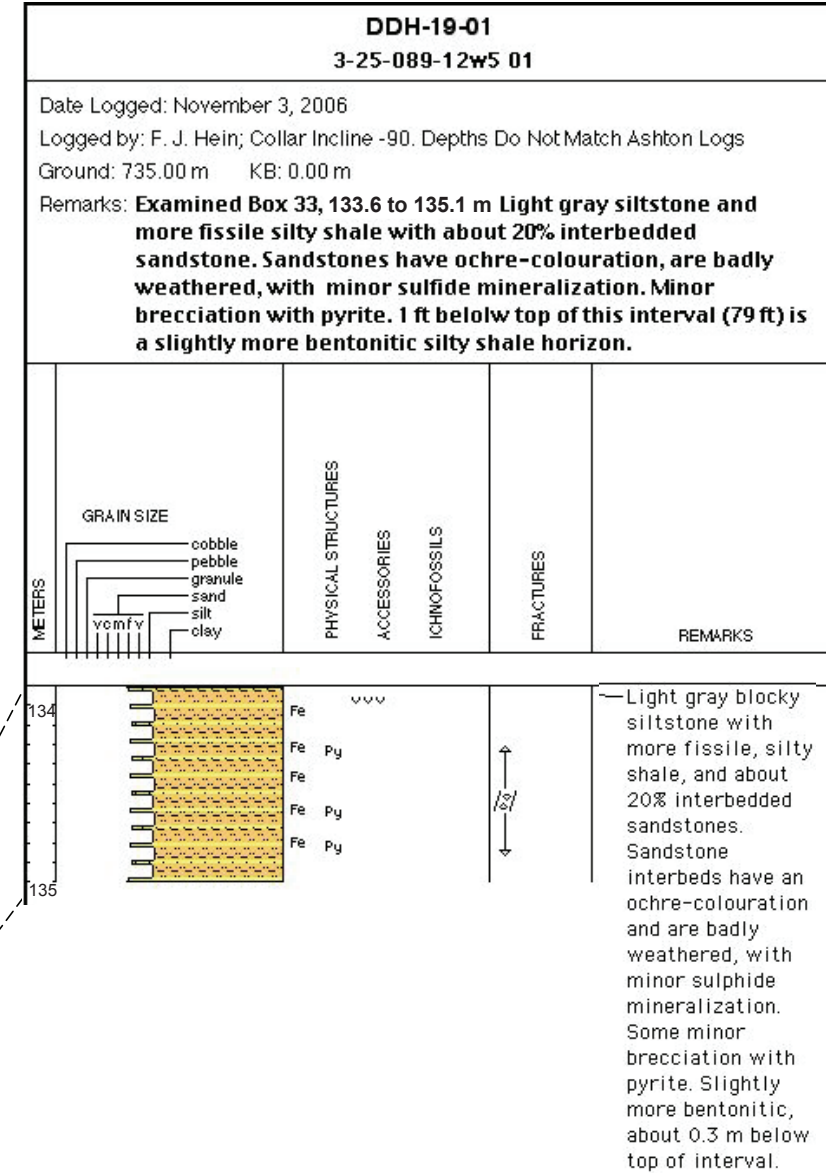 DDH-19-01
3-25-089-12w5 01
Date Logged: November 3, 2006
Logged by: F. J. Hein; Collar Incline -90. Depths Do Not Match Ashton Logs
Ground: 735.00 m KB: 0.00 m
Remarks: Examined Box 33, 133.6 to 135.1 m Light gray siltstone and
more fissile silty shale with about 20% interbedded
sandstone. Sandstones have ochre-colouration, are badly
weathered, with minor sulfide mineralization. Minor
brecciation with pyrite. 1 ft belolw top of this interval (79 ft) is
a slightly more bentonitic silty shale horizon.
METERS
GRAIN SIZE
cobble
pebble
granule
sand
silt
clay
vcmfv
PHYSICAL STRUCTURES
ACCESSORIES
ICHNOFOSSILS
FRACTURES
REMARKS
134
135
Fe
Fe Py
Fe
Fe Py
Fe Py
Light gray blocky
siltstone with
more fissile, silty
shale, and about
20% interbedded
sandstones.
Sandstone
interbeds have an
ochre-colouration
and are badly
weathered, with
minor sulphide
mineralization.
Some minor
brecciation with
pyrite. Slightly
more bentonitic,
about 0.3 m below
top of interval.